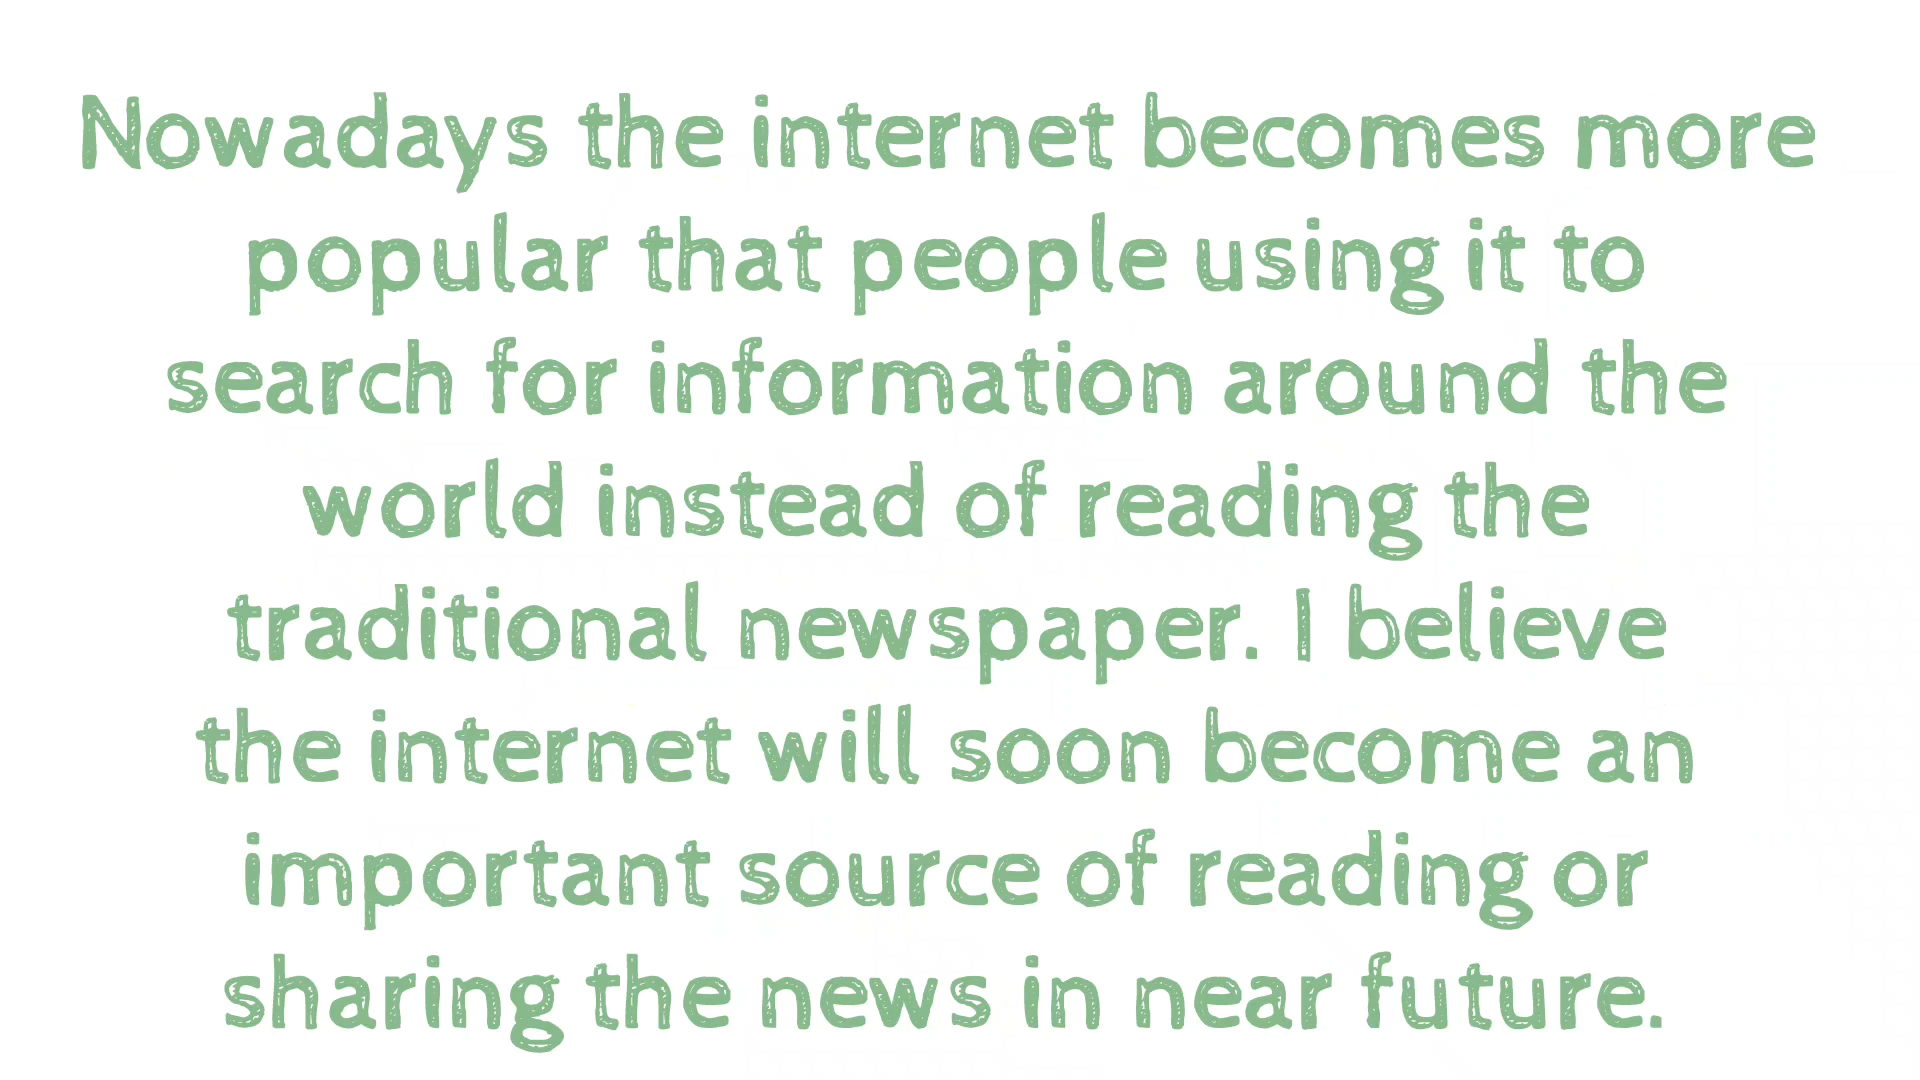 Nowadays the internet becomes more
popular that people using it to
search for information around the
world instead of reading the
traditional newspaper. I believe
the internet will soon become an
important source of reading or
sharing the news in near future.